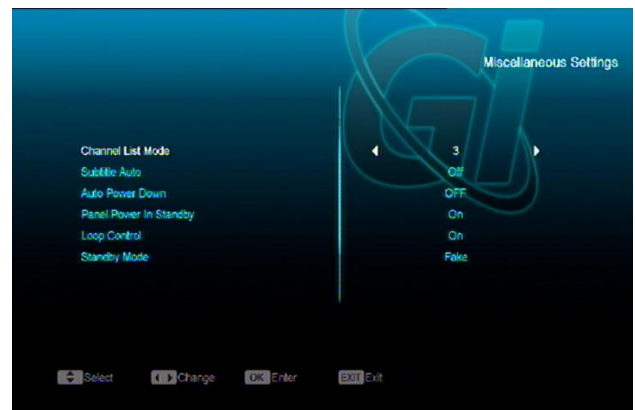 Gi
Miscellaneous Settings
Channel List Mode 3
Subtitle Auto Off
Auto Power Down OFF
Panel Power In Standby On
Loop Control On
Standby Mode Fake
Select Change OK Enter EXIT Exit